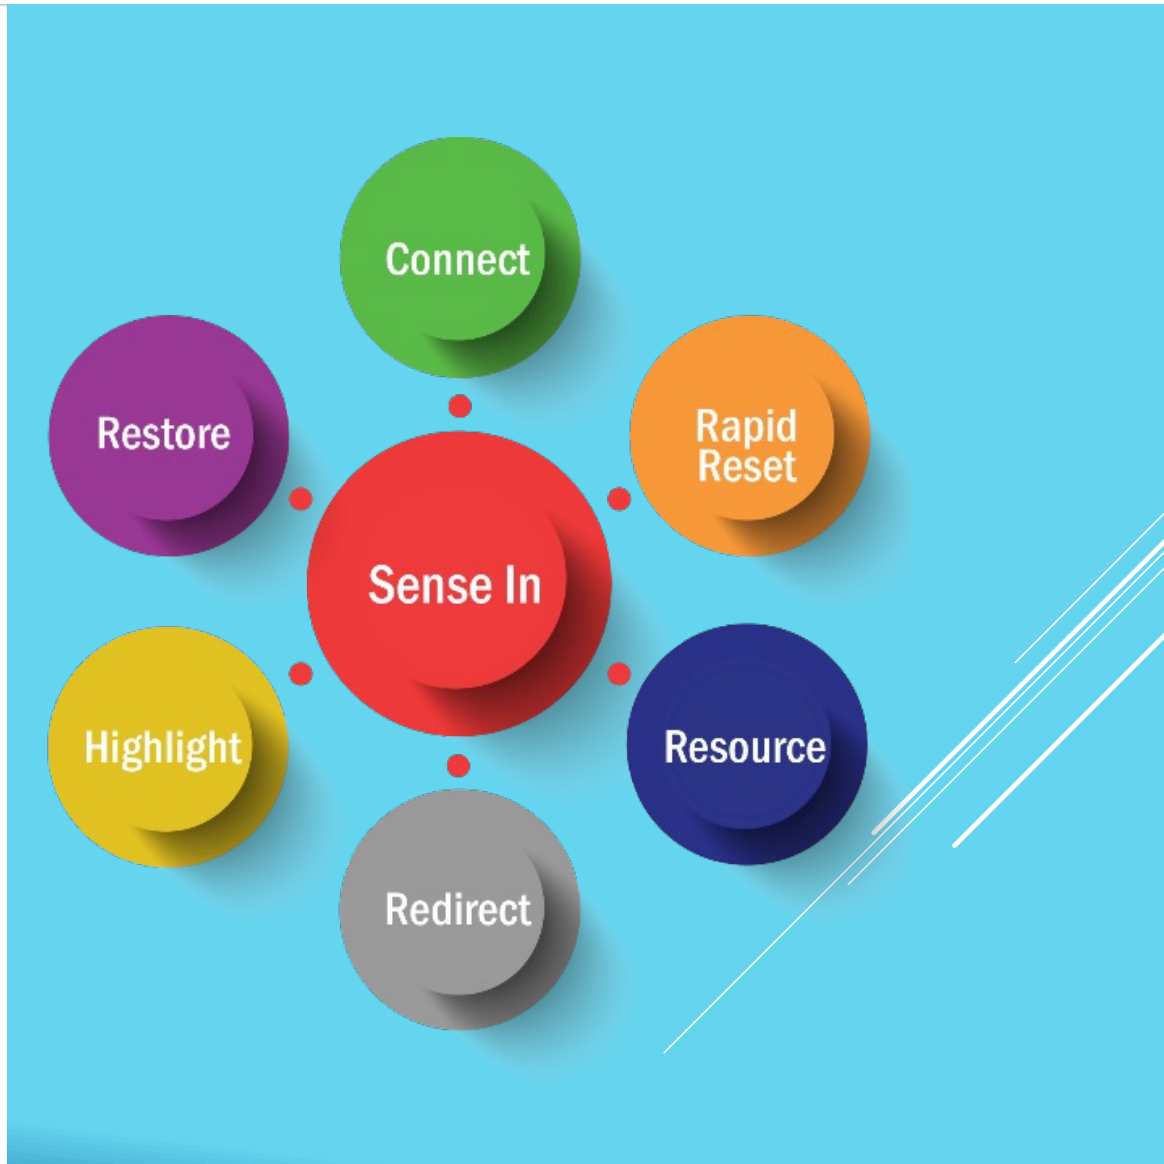 Connect
Restore
Rapid
Reset
Sense In
Highlight
Resource
Redirect